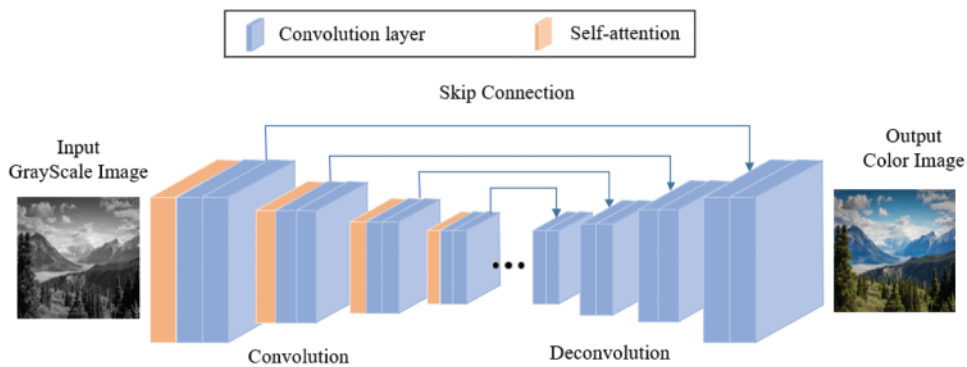 Convolution layer
Self-attention
Skip Connection
Input
GrayScale Image
Output
Color Image
Convolution
Deconvolution